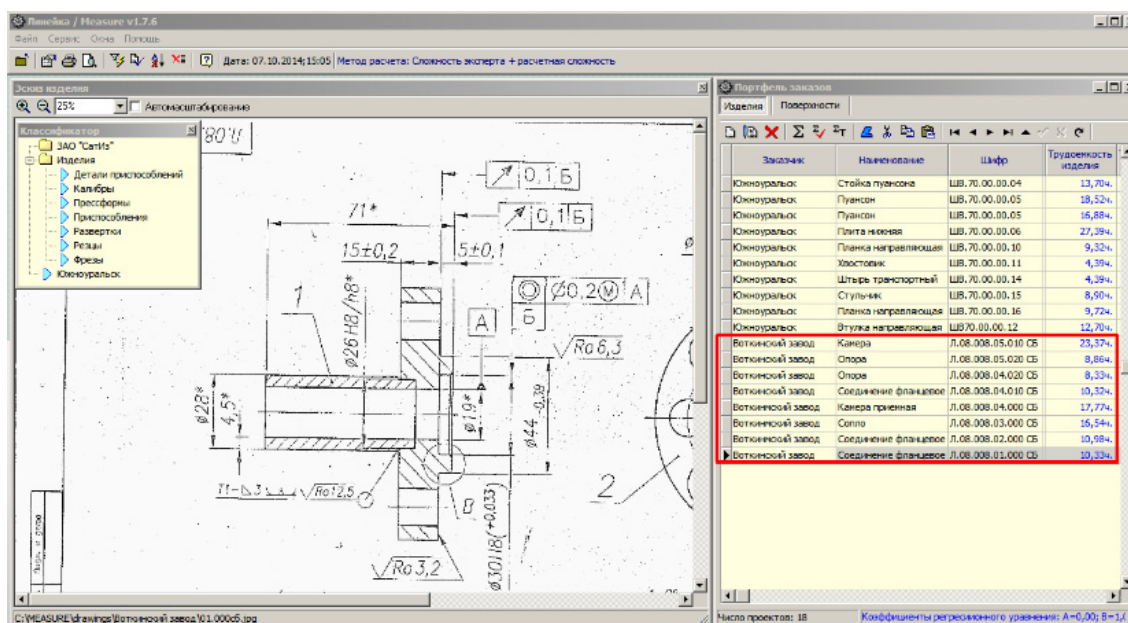 Линейка / Measure v1.7.6
Файл Сервис Окна Помощь
Дата: 07.10.2014; 15:05 Метод расчета: Сложность эксперта + расчетная сложность
Эскиз изделия
25% Автомасштабирование
Классификатор
ЗАО "СатИз"
Изделия
Детали приспособлений
Калибры
Прессформы
Приспособления
Развертки
Резцы
Фрезы
Южноуральск
0,1 Б
0,1 Б
71*
15±0,2
5±0,1
⌀0,2 М А
Б
1
А
⌀26 H8/h8*
√Ra 6,3
⌀28*
4,5*
⌀19*
⌀44-0,39
2
Т1-△3
√Ra12,5
В
⌀30H8(+0,033)
√Ra 3,2
C:\MEASURE\drawings\Воткинский завод\01.000сб.jpg
Портфель заказов
Изделия Поверхности
Заказчик Наименование Шифр Трудоемкость изделия
Южноуральск Стойка пуансона ШВ.70.00.00.04 13,70ч.
Южноуральск Пуансон ШВ.70.00.00.05 18,52ч.
Южноуральск Пуансон ШВ.70.00.00.05 16,88ч.
Южноуральск Плита нижняя ШВ.70.00.00.06 27,39ч.
Южноуральск Планка направляющая ШВ.70.00.00.10 9,32ч.
Южноуральск Хвостовик ШВ.70.00.00.11 4,39ч.
Южноуральск Штырь транспортный ШВ.70.00.00.14 4,39ч.
Южноуральск Стульчик ШВ.70.00.00.15 8,90ч.
Южноуральск Планка направляющая ШВ.70.00.00.16 9,72ч.
Южноуральск Втулка направляющая ШВ70.00.00.12 12,70ч.
Воткинский завод Камера Л.08.008.05.010 СБ 23,37ч.
Воткинский завод Опора Л.08.008.05.020 СБ 8,86ч.
Воткинский завод Опора Л.08.008.04.020 СБ 8,33ч.
Воткинский завод Соединение фланцевое Л.08.008.04.010 СБ 10,32ч.
Воткинский завод Камера приемная Л.08.008.04.000 СБ 17,77ч.
Воткинский завод Сопло Л.08.008.03.000 СБ 16,54ч.
Воткинский завод Соединение фланцевое Л.08.008.02.000 СБ 10,98ч.
Воткинский завод Соединение фланцевое Л.08.008.01.000 СБ 10,33ч.
Число проектов: 18 Коэффициенты регрессионного уравнения: A=0,00; B=1,